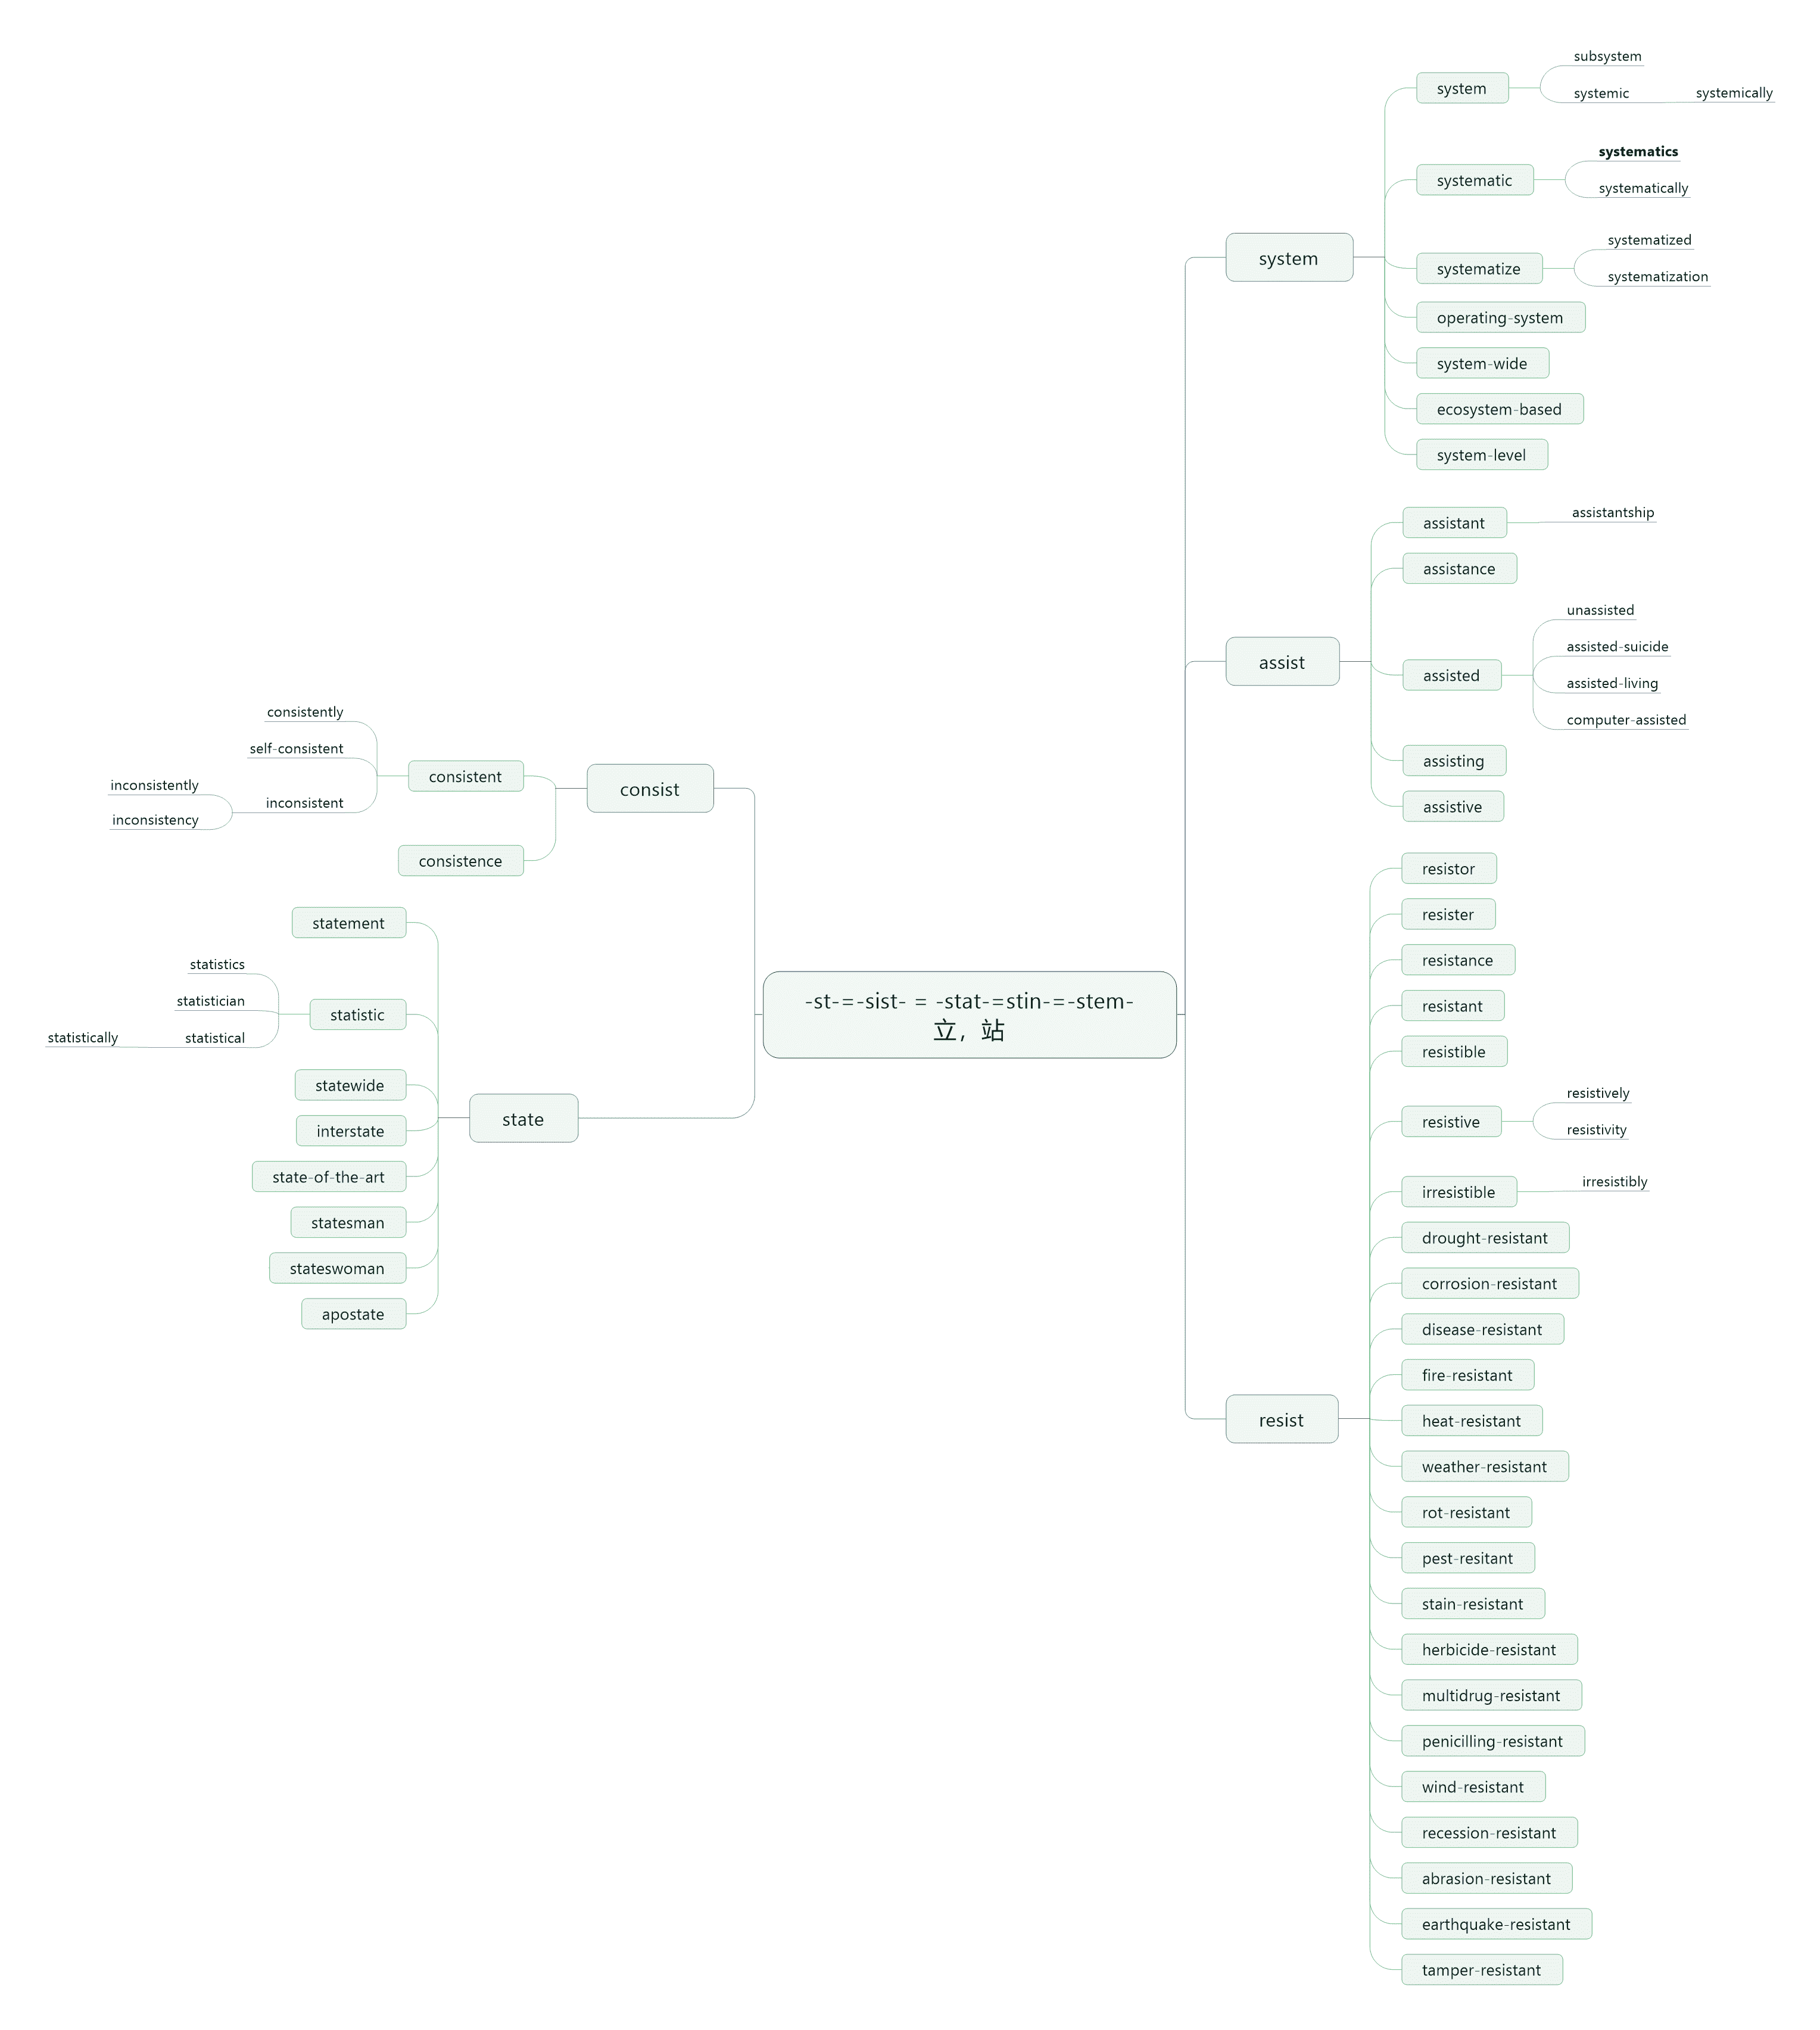 -st-=-sist- = -stat-=stin-=-stem-
立，站
system
system
subsystem
systemic
systemically
systematic
systematics
systematically
systematize
systematized
systematization
operating-system
system-wide
ecosystem-based
system-level
assist
assistant
assistantship
assistance
assisted
unassisted
assisted-suicide
assisted-living
computer-assisted
assisting
assistive
resist
resistor
resister
resistance
resistant
resistible
resistive
resistively
resistivity
irresistible
irresistibly
drought-resistant
corrosion-resistant
disease-resistant
fire-resistant
heat-resistant
weather-resistant
rot-resistant
pest-resitant
stain-resistant
herbicide-resistant
multidrug-resistant
penicilling-resistant
wind-resistant
recession-resistant
abrasion-resistant
earthquake-resistant
tamper-resistant
consist
consistent
consistently
self-consistent
inconsistent
inconsistently
inconsistency
consistence
state
statement
statistic
statistics
statistician
statistical
statistically
statewide
interstate
state-of-the-art
statesman
stateswoman
apostate